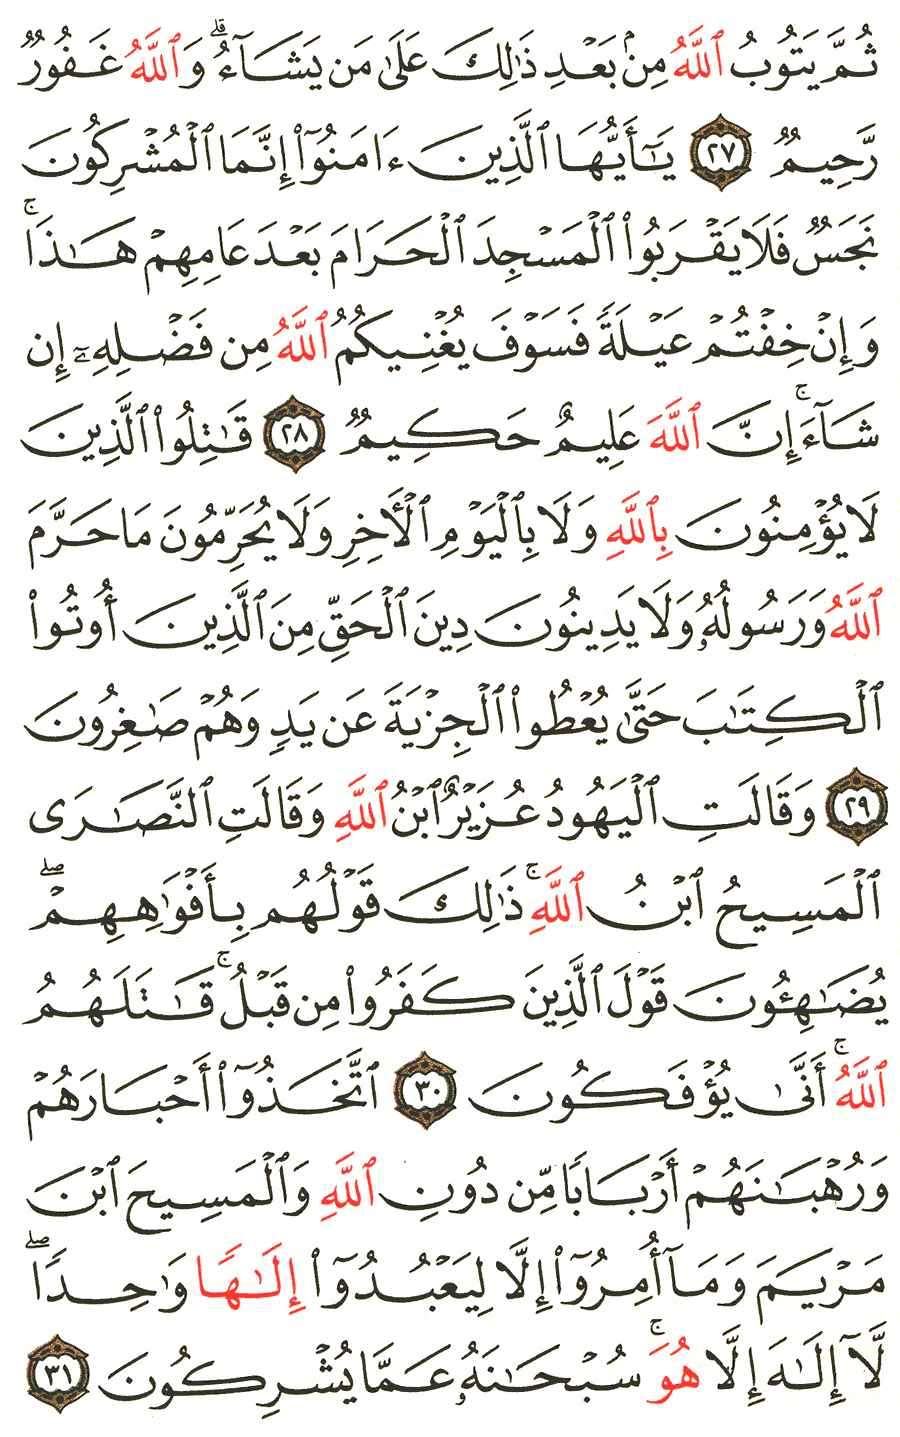 ثُمَّ يَتُوبُ ٱللَّهُ مِنۢ بَعۡدِ ذَٰلِكَ عَلَىٰ مَن يَشَآءُۗ وَٱللَّهُ غَفُورٞ
رَّحِيمٞ ٢٧ يَٰٓأَيُّهَا ٱلَّذِينَ ءَامَنُوٓاْ إِنَّمَا ٱلۡمُشۡرِكُونَ
نَجَسٞ فَلَا يَقۡرَبُواْ ٱلۡمَسۡجِدَ ٱلۡحَرَامَ بَعۡدَ عَامِهِمۡ هَٰذَاۚ
وَإِنۡ خِفۡتُمۡ عَيۡلَةٗ فَسَوۡفَ يُغۡنِيكُمُ ٱللَّهُ مِن فَضۡلِهِۦٓ إِن
شَآءَۚ إِنَّ ٱللَّهَ عَلِيمٌ حَكِيمٞ ٢٨ قَٰتِلُواْ ٱلَّذِينَ
لَا يُؤۡمِنُونَ بِٱللَّهِ وَلَا بِٱلۡيَوۡمِ ٱلۡأٓخِرِ وَلَا يُحَرِّمُونَ مَا حَرَّمَ
ٱللَّهُ وَرَسُولُهُۥ وَلَا يَدِينُونَ دِينَ ٱلۡحَقِّ مِنَ ٱلَّذِينَ أُوتُواْ
ٱلۡكِتَٰبَ حَتَّىٰ يُعۡطُواْ ٱلۡجِزۡيَةَ عَن يَدٖ وَهُمۡ صَٰغِرُونَ
٢٩ وَقَالَتِ ٱلۡيَهُودُ عُزَيۡرٌ ٱبۡنُ ٱللَّهِ وَقَالَتِ ٱلنَّصَٰرَى
ٱلۡمَسِيحُ ٱبۡنُ ٱللَّهِۖ ذَٰلِكَ قَوۡلُهُم بِأَفۡوَٰهِهِمۡۖ
يُضَٰهِـُٔونَ قَوۡلَ ٱلَّذِينَ كَفَرُواْ مِن قَبۡلُۚ قَٰتَلَهُمُ
ٱللَّهُۚ أَنَّىٰ يُؤۡفَكُونَ ٣٠ ٱتَّخَذُوٓاْ أَحۡبَارَهُمۡ
وَرُهۡبَٰنَهُمۡ أَرۡبَابٗا مِّن دُونِ ٱللَّهِ وَٱلۡمَسِيحَ ٱبۡنَ
مَرۡيَمَ وَمَآ أُمِرُوٓاْ إِلَّا لِيَعۡبُدُوٓاْ إِلَٰهٗا وَٰحِدٗاۖ
لَّآ إِلَٰهَ إِلَّا هُوَۚ سُبۡحَٰنَهُۥ عَمَّا يُشۡرِكُونَ ٣١